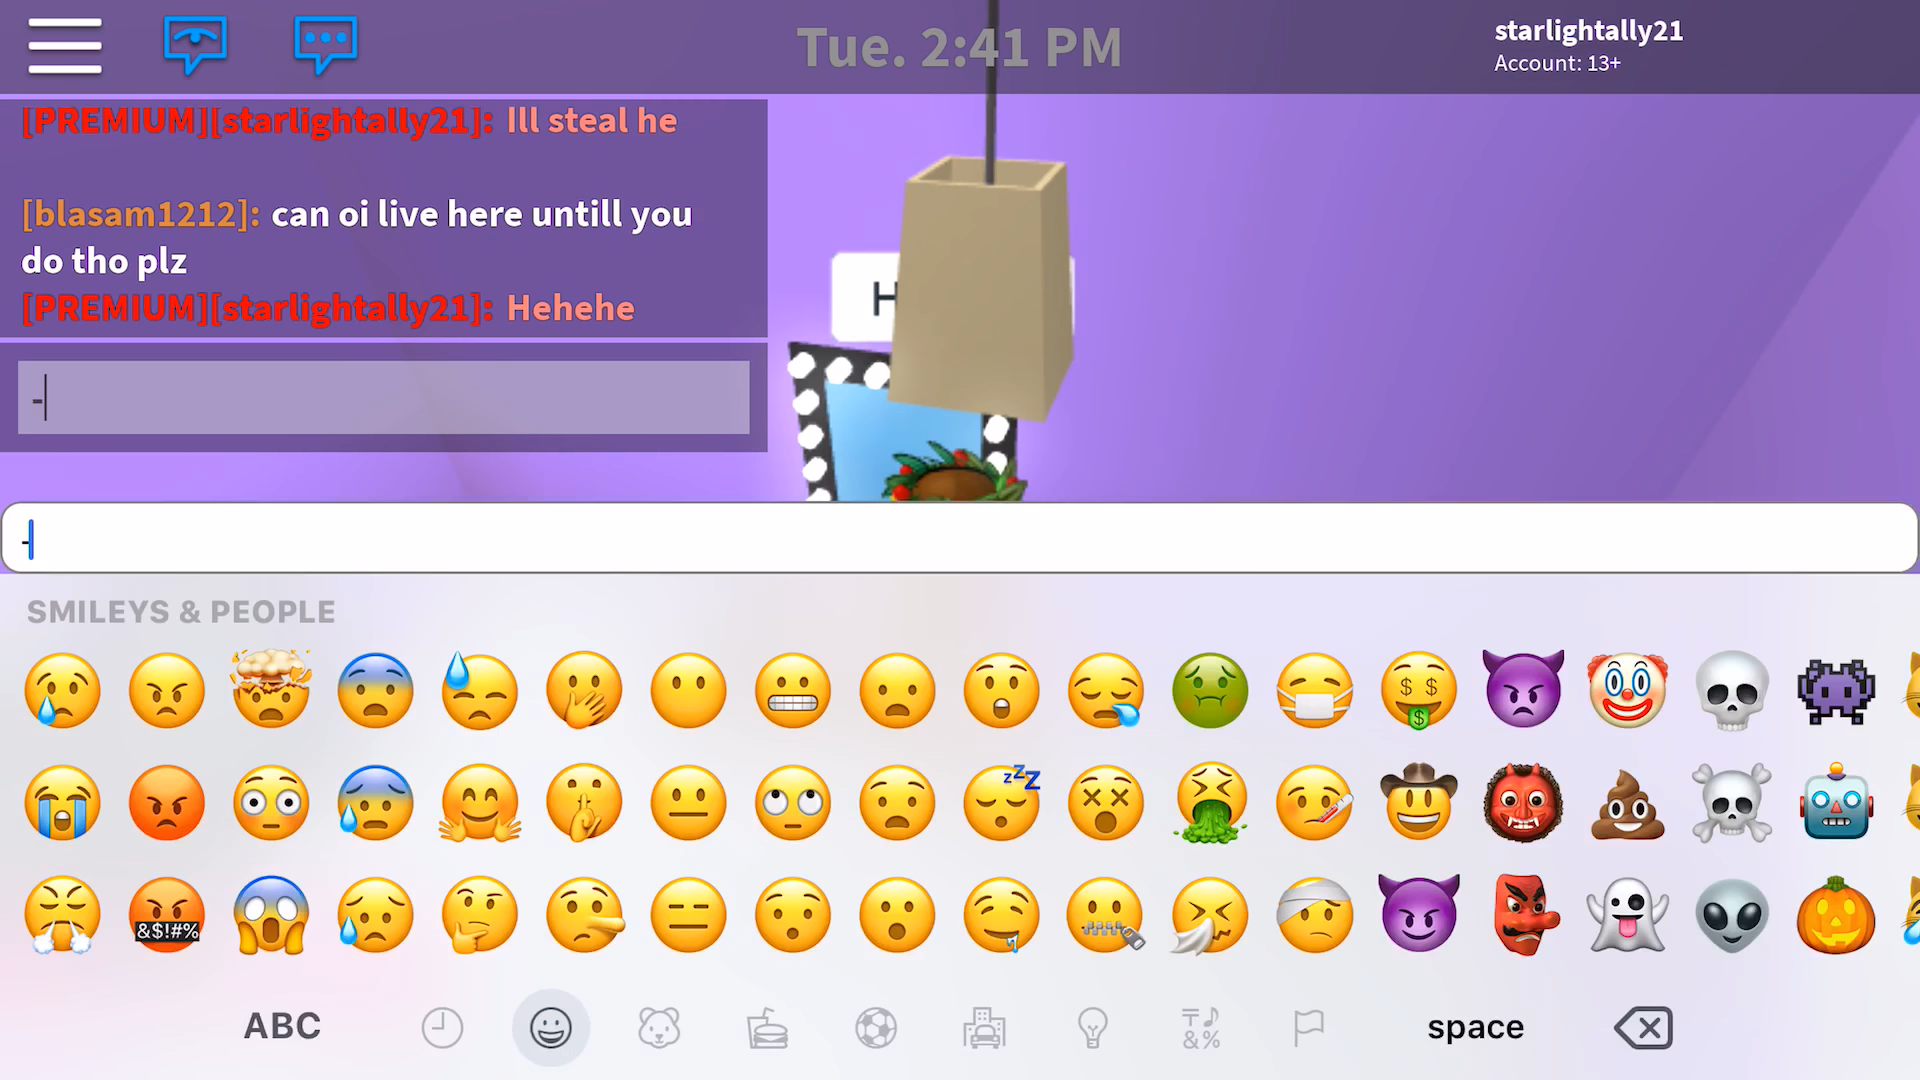 Tue. 2:41 PM
starlightally21
Account: 13+
[PREMIUM][starlightally21]: Ill steal he
[blasam1212]: can oi live here untill you
do tho plz
[PREMIUM][starlightally21]: Hehehe
H
-
-
SMILEYS & PEOPLE
$ $
$
zzZ
&$!#%
ABC
T♪
&%
space